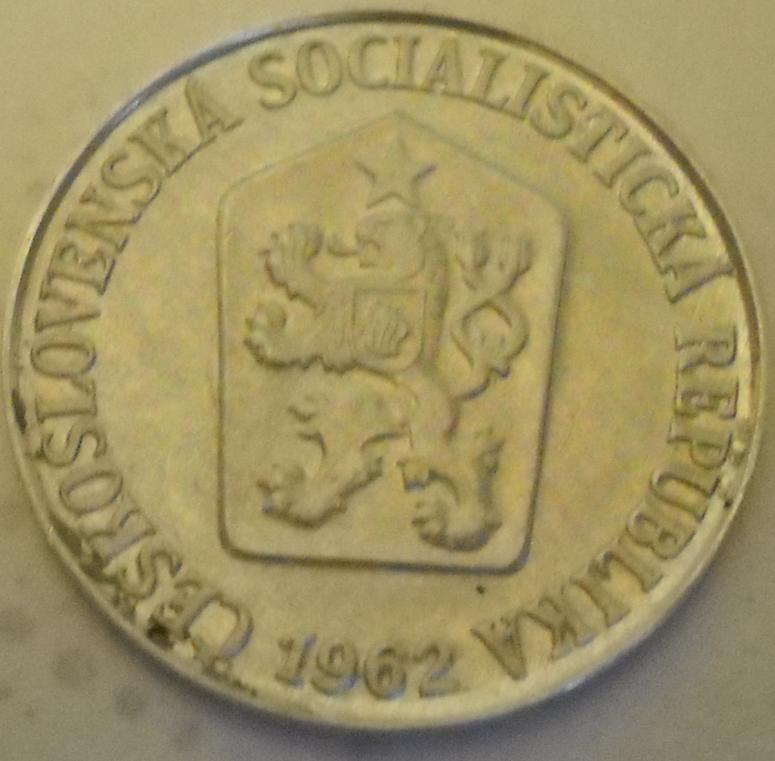 ČESKOSLOVENSKÁ SOCIALISTICKÁ REPUBLIKA
1962